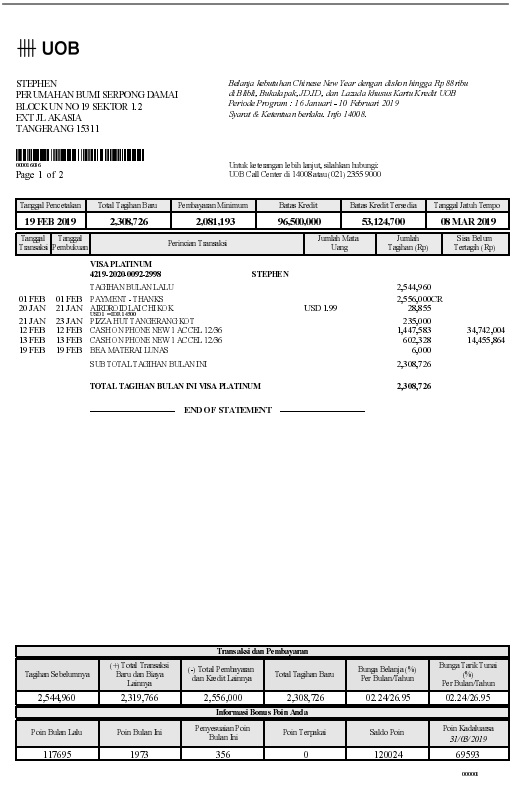 UOB
STEPHEN
PERUMAHAN BUMI SERPONG DAMAI
BLOCK UN NO 19 SEKTOR 1.2
EXT JL AKASIA
TANGERANG 15311
Belanja kebutuhan Chinese New Year dengan diskon hingga Rp 88 ribu
di Blibli, Bukalapak, JD.ID, dan Lazada khusus Kartu Kredit UOB
Periode Program : 16 Januari - 10 Februari 2019
Syarat & Ketentuan berlaku. Info 14008.
Page 1 of 2
Untuk keterangan lebih lanjut, silahkan hubungi:
UOB Call Center di 14008 atau (021) 2355 9000
Tanggal Pencetakan Total Tagihan Baru Pembayaran Minimum Batas Kredit Batas Kredit Tersedia Tanggal Jatuh Tempo
19 FEB 2019 2,308,726 2,081,193 96,500,000 53,124,700 08 MAR 2019
Tanggal Transaksi Tanggal Pembukuan Perincian Transaksi Jumlah Mata Uang Jumlah Tagihan (Rp) Sisa Belum Tertagih (Rp)
VISA PLATINUM
4219-2020-0092-2998 STEPHEN
TAGIHAN BULAN LALU 2,544,960
01 FEB 01 FEB PAYMENT - THANKS 2,556,000CR
20 JAN 21 JAN AIRDROID LAI CHI KOK USD 1.99 28,855
21 JAN 23 JAN PIZZA HUT TANGERANG KOT 235,000
12 FEB 12 FEB CASH ON PHONE NEW 1 ACCEL 12/36 1,447,583 34,742,004
13 FEB 13 FEB CASH ON PHONE NEW 1 ACCEL 12/36 602,328 14,455,864
19 FEB 19 FEB BEA MATERAI LUNAS 6,000
SUB TOTAL TAGIHAN BULAN INI 2,308,726
TOTAL TAGIHAN BULAN INI VISA PLATINUM 2,308,726
END OF STATEMENT
Transaksi dan Pembayaran
Tagihan Sebelumnya (+) Total Transaksi Baru dan Biaya Lainnya (-) Total Pembayaran dan Kredit Lainnya Total Tagihan Baru Bunga Belanja (%) Per Bulan/Tahun Bunga Tarik Tunai (%) Per Bulan/Tahun
2,544,960 2,319,766 2,556,000 2,308,726 02.24/26.95 02.24/26.95
Informasi Bonus Poin Anda
Poin Bulan Lalu Poin Bulan Ini Penyesuaian Poin Bulan Ini Poin Terpakai Saldo Poin Poin Kadaluarsa 31/03/2019
117695 1973 356 0 120024 69593